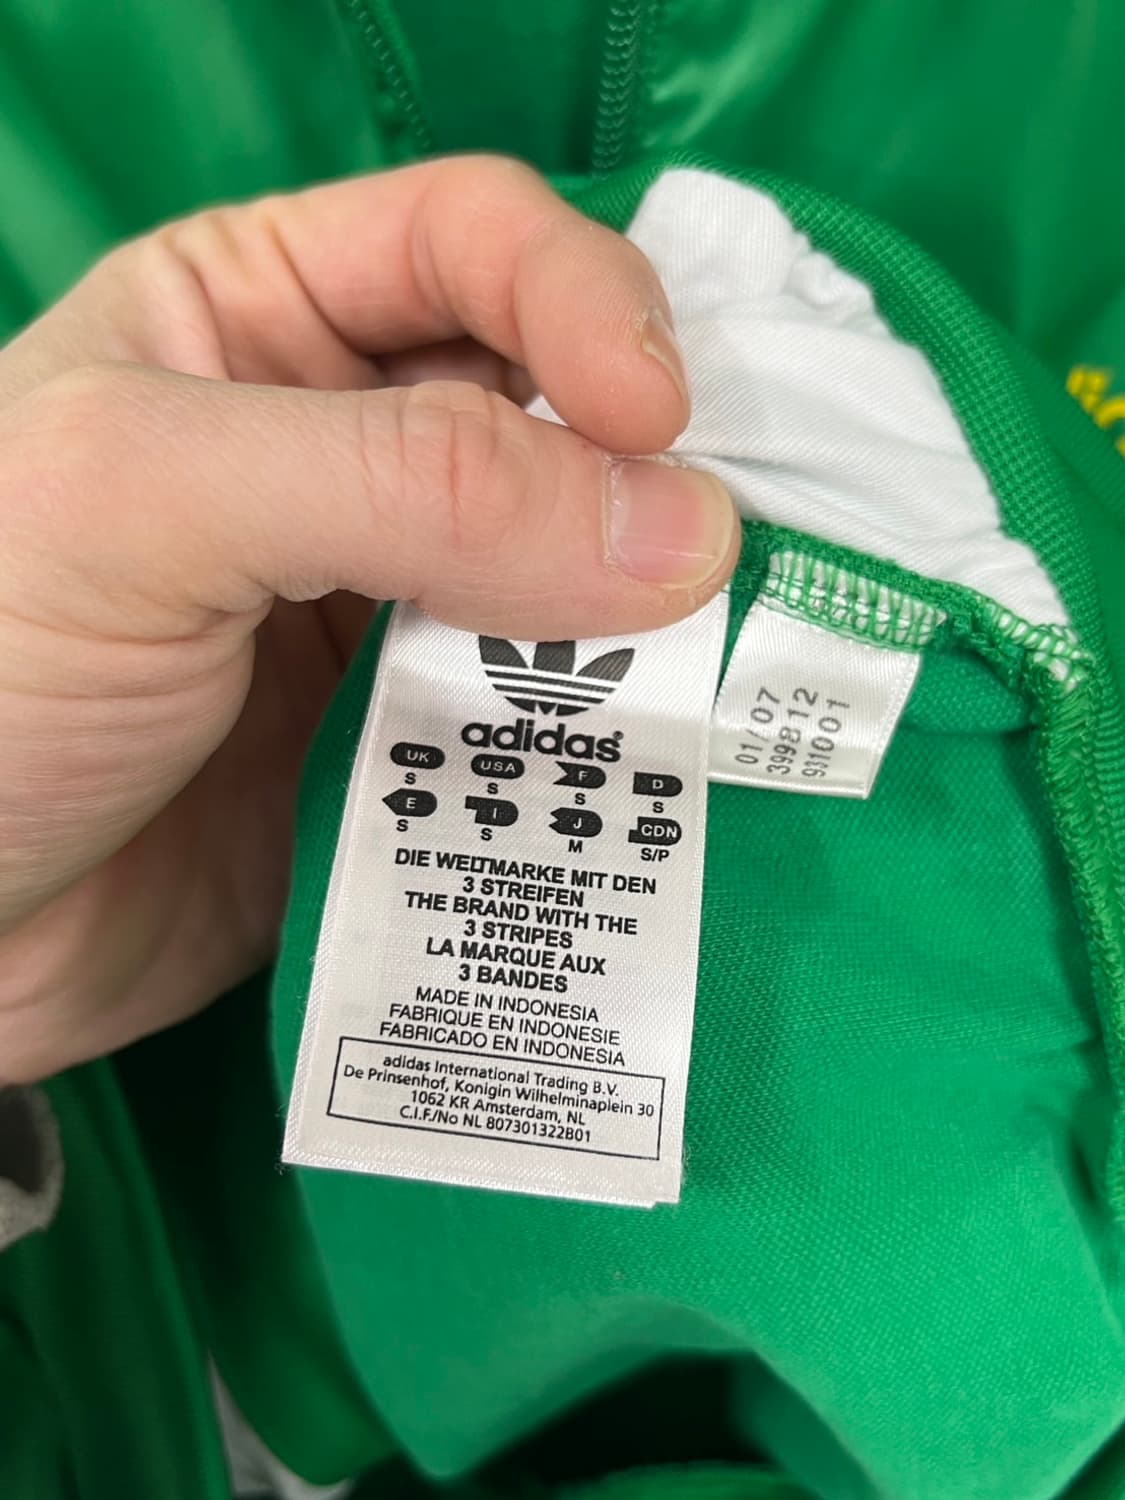 adidas
UK USA F D
S S S S
E I J CDN
S S M S/P
DIE WELTMARKE MIT DEN
3 STREIFEN
THE BRAND WITH THE
3 STRIPES
LA MARQUE AUX
3 BANDES
MADE IN INDONESIA
FABRIQUE EN INDONESIE
FABRICADO EN INDONESIA
adidas International Trading B.V.
De Prinsenhof, Konigin Wilhelminaplein 30
1062 KR Amsterdam, NL
C.I.F./No NL 807301322B01
01/07
399812
931001